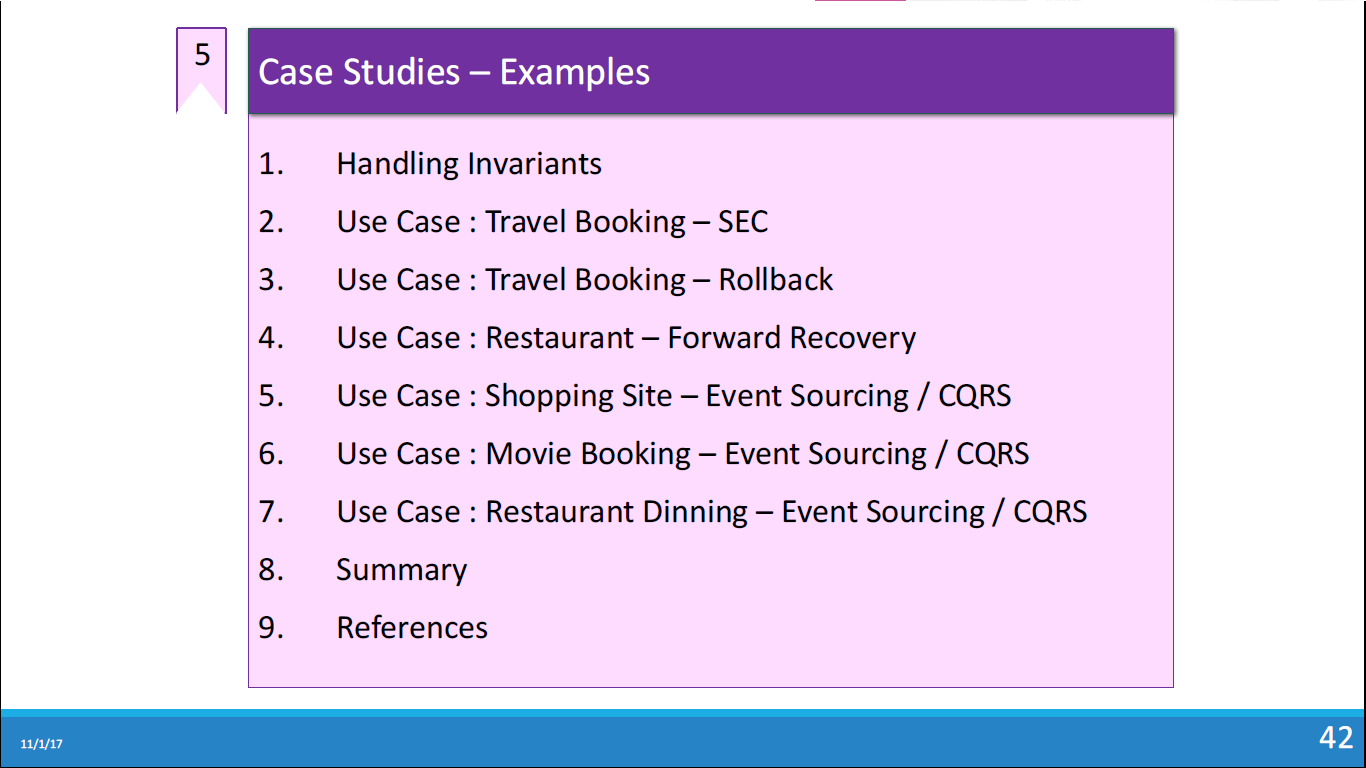 5
Case Studies – Examples
1. Handling Invariants
2. Use Case : Travel Booking – SEC
3. Use Case : Travel Booking – Rollback
4. Use Case : Restaurant – Forward Recovery
5. Use Case : Shopping Site – Event Sourcing / CQRS
6. Use Case : Movie Booking – Event Sourcing / CQRS
7. Use Case : Restaurant Dinning – Event Sourcing / CQRS
8. Summary
9. References
11/1/17
42